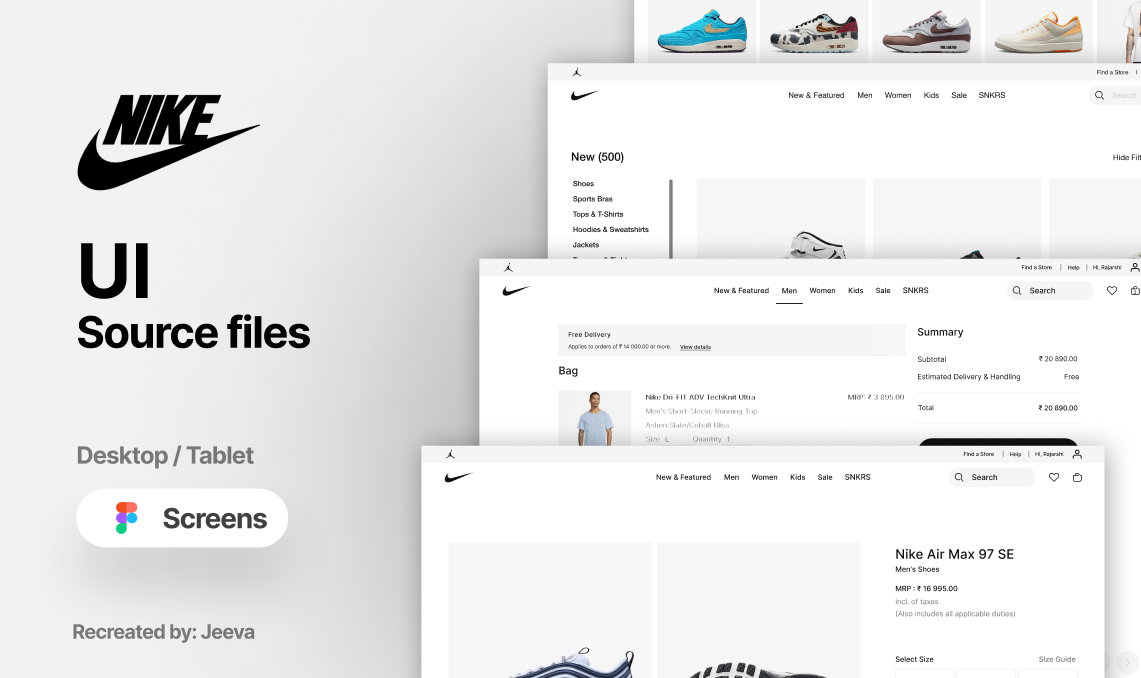 NIKE
UI
Source files
Desktop / Tablet
Screens
Recreated by: Jeeva
Find a Store |
New & Featured Men Women Kids Sale SNKRS
Search
New (500)
Hide Filt
Shoes
Sports Bras
Tops & T-Shirts
Hoodies & Sweatshirts
Jackets
Find a Store | Help | Hi, Rajarshi
New & Featured Men Women Kids Sale SNKRS
Search
Free Delivery
Applies to orders of ₹ 14 000.00 or more. View details
Bag
Nike Dri-FIT ADV TechKnit Ultra MRP: ₹ 3 895.00
Men's Short-Sleeve Running Top
Ashen Slate/Cobalt Bliss
Size L Quantity 1
Summary
Subtotal ₹ 20 890.00
Estimated Delivery & Handling Free
Total ₹ 20 890.00
Find a Store | Help | Hi, Rajarshi
New & Featured Men Women Kids Sale SNKRS
Search
Nike Air Max 97 SE
Men's Shoes
MRP : ₹ 16 995.00
incl. of taxes
(Also includes all applicable duties)
Select Size Size Guide